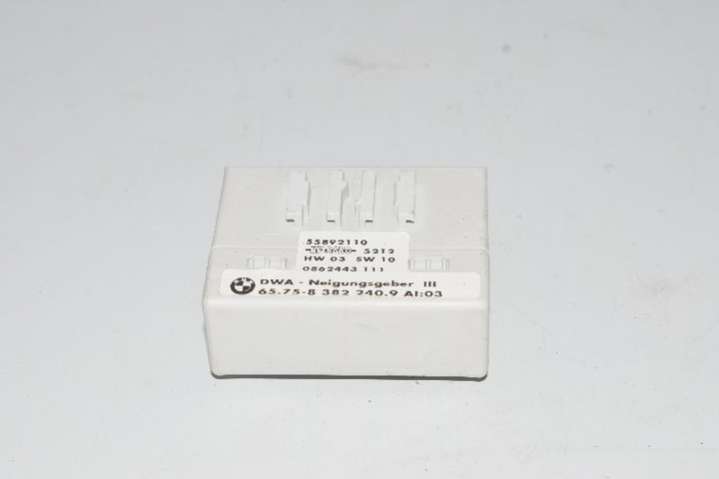 55892110
5212
HW 03 SW 10
0862443 111
DWA - Neigungsgeber III
65.75-8 382 240.9 AI:03